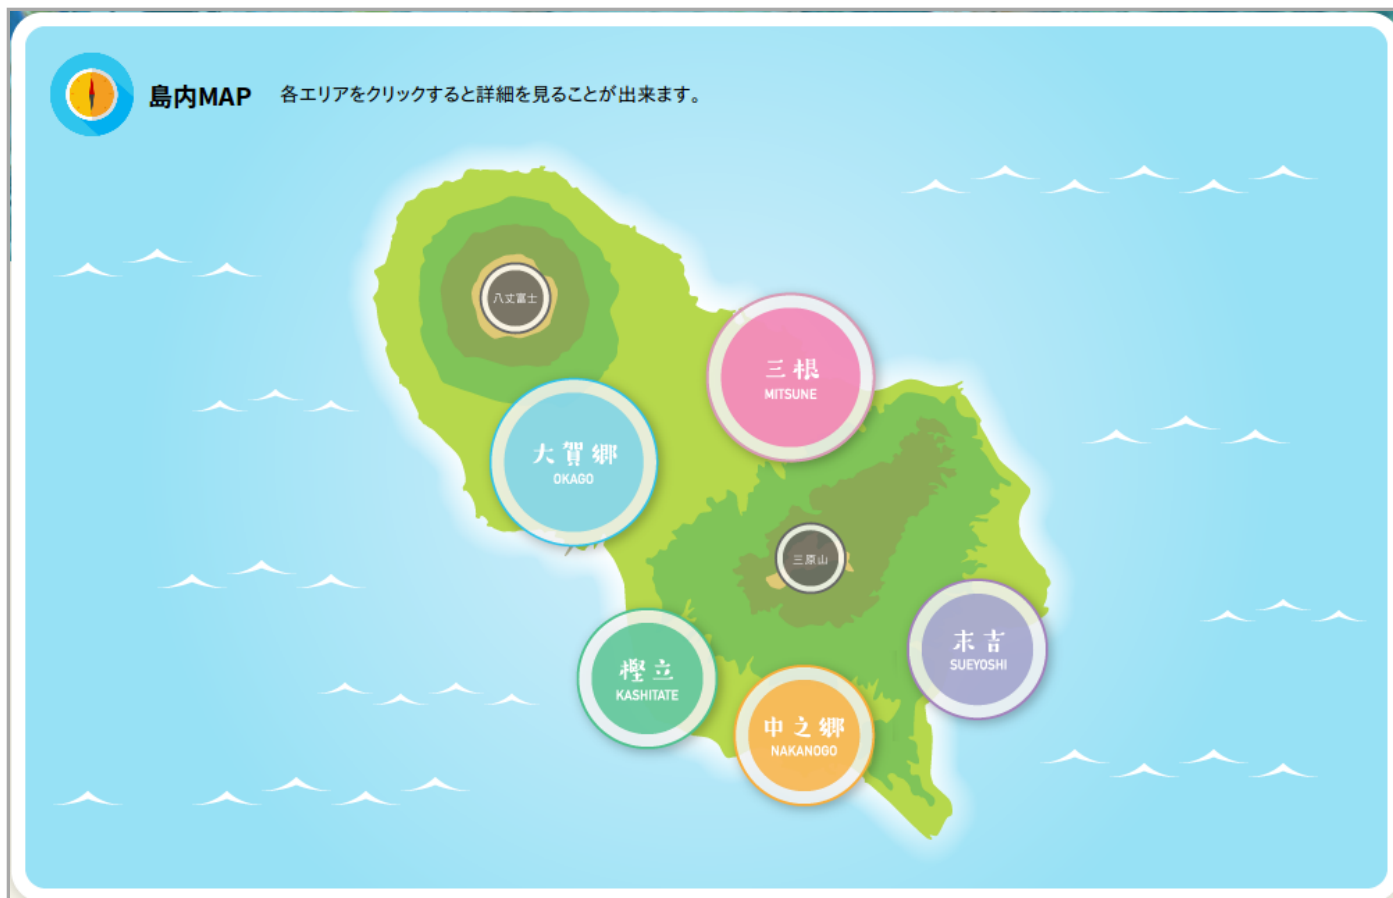 島内MAP 各エリアをクリックすると詳細を見ることが出来ます。
八丈富士
三根
MITSUNE
大賀郷
OKAGO
三原山
末吉
SUEYOSHI
樫立
KASHITATE
中之郷
NAKANOGO